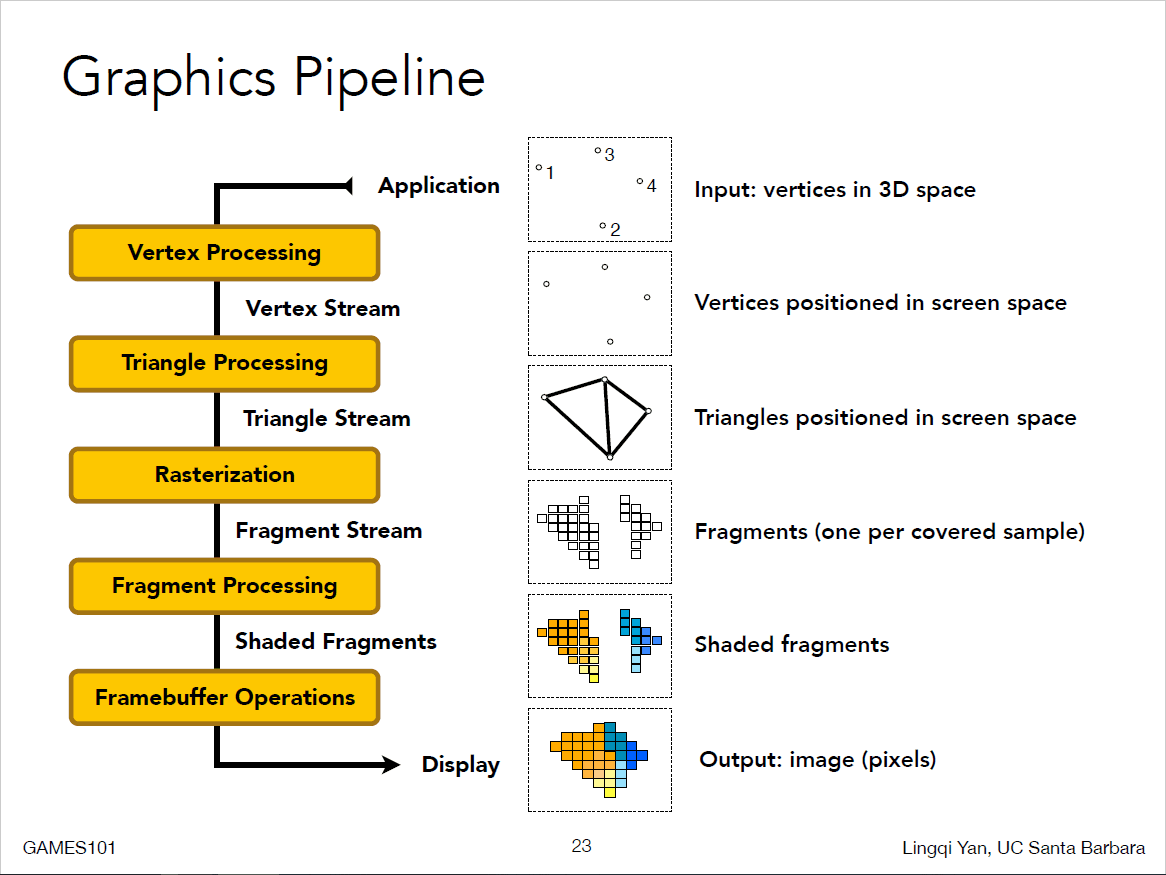 Graphics Pipeline
Application
3
1
4
2
Input: vertices in 3D space
Vertex Processing
Vertex Stream
Vertices positioned in screen space
Triangle Processing
Triangle Stream
Triangles positioned in screen space
Rasterization
Fragment Stream
Fragments (one per covered sample)
Fragment Processing
Shaded Fragments
Shaded fragments
Framebuffer Operations
Display
Output: image (pixels)
GAMES101
23
Lingqi Yan, UC Santa Barbara